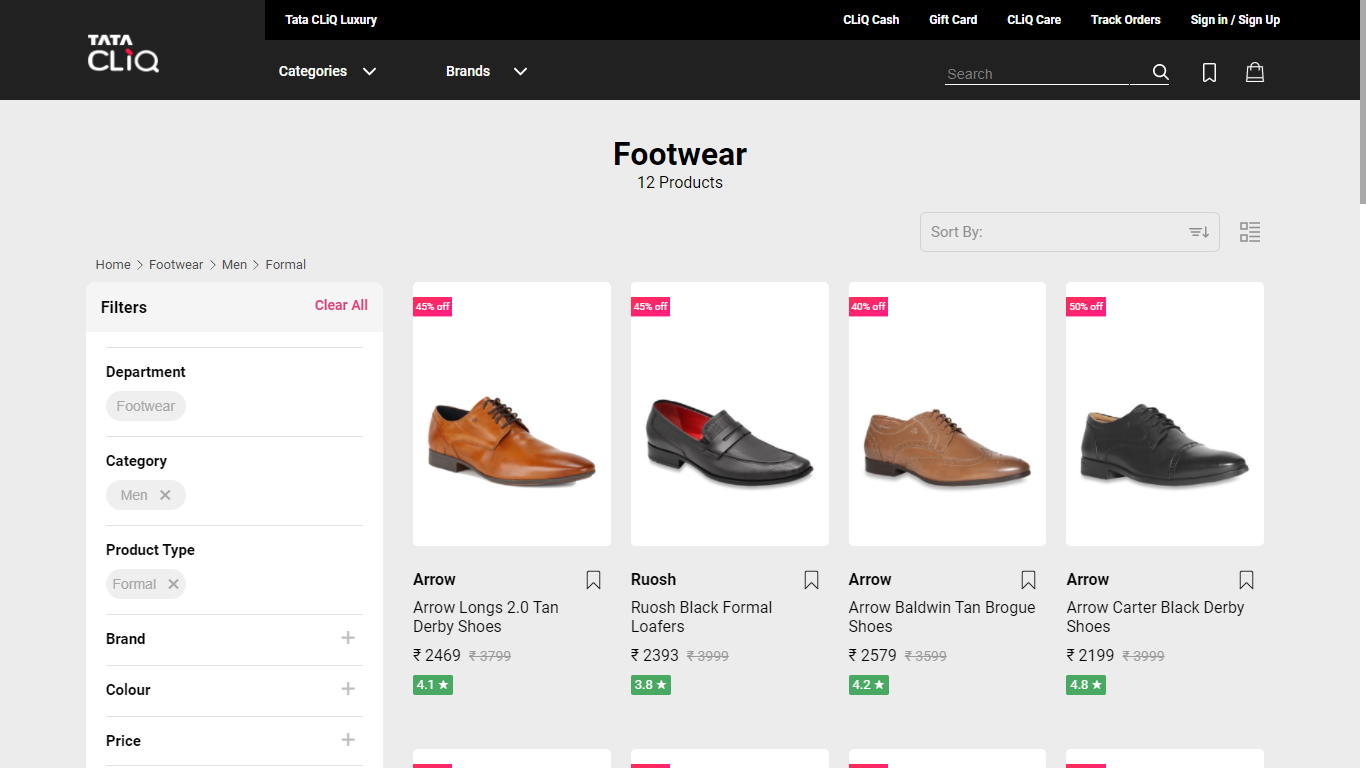 Tata CLiQ Luxury
CLiQ Cash
Gift Card
CLiQ Care
Track Orders
Sign in / Sign Up
TATA
CLiQ
Categories
Brands
Search
Footwear
12 Products
Sort By:
Home > Footwear > Men > Formal
Filters
Clear All
Department
Footwear
Category
Men ✕
Product Type
Formal ✕
Brand +
Colour +
Price +
45% off
Arrow
Arrow Longs 2.0 Tan
Derby Shoes
₹ 2469 ₹ 3799
4.1 ★
45% off
Ruosh
Ruosh Black Formal
Loafers
₹ 2393 ₹ 3999
3.8 ★
40% off
Arrow
Arrow Baldwin Tan Brogue
Shoes
₹ 2579 ₹ 3599
4.2 ★
50% off
Arrow
Arrow Carter Black Derby
Shoes
₹ 2199 ₹ 3999
4.8 ★